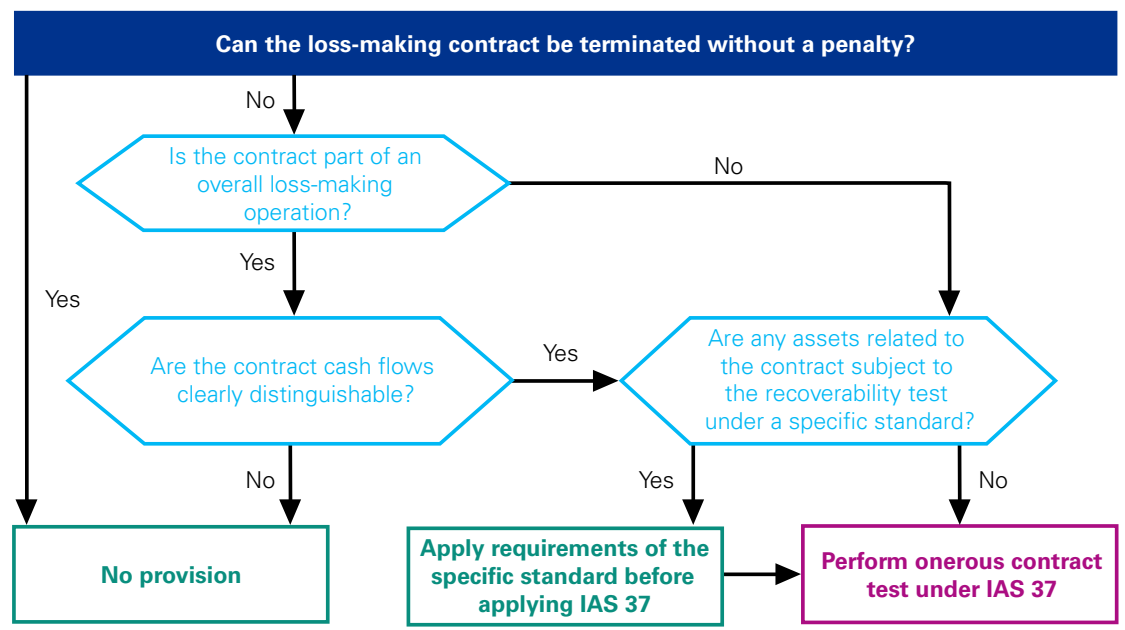 Can the loss-making contract be terminated without a penalty?
No
Is the contract part of an
overall loss-making
operation?
No
Yes
Yes
Are the contract cash flows
clearly distinguishable?
Yes
Are any assets related to
the contract subject to
the recoverability test
under a specific standard?
No
Yes
No
No provision
Apply requirements of the
specific standard before
applying IAS 37
Perform onerous contract
test under IAS 37